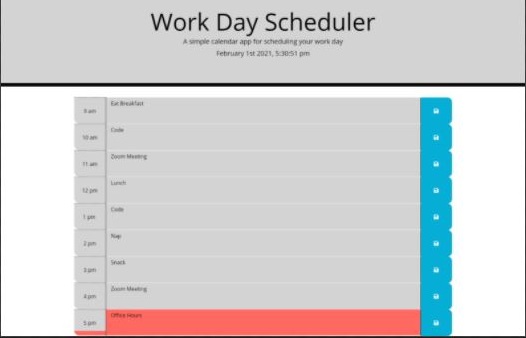 Work Day Scheduler
A simple calendar app for scheduling your work day
February 1st 2021, 5:30:51 pm
9 am Eat Breakfast
10 am Code
11 am Zoom Meeting
12 pm Lunch
1 pm Code
2 pm Nap
3 pm Snack
4 pm Zoom Meeting
5 pm Office Hours